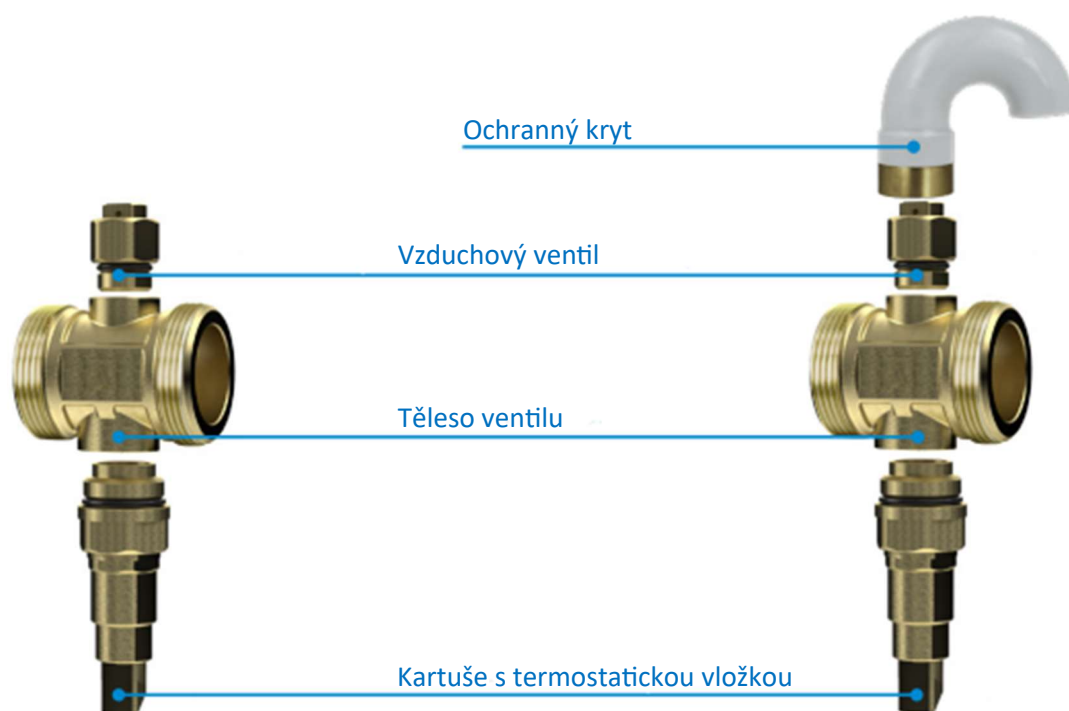 Ochranný kryt
Vzduchový ventil
Těleso ventilu
Kartuše s termostatickou vložkou